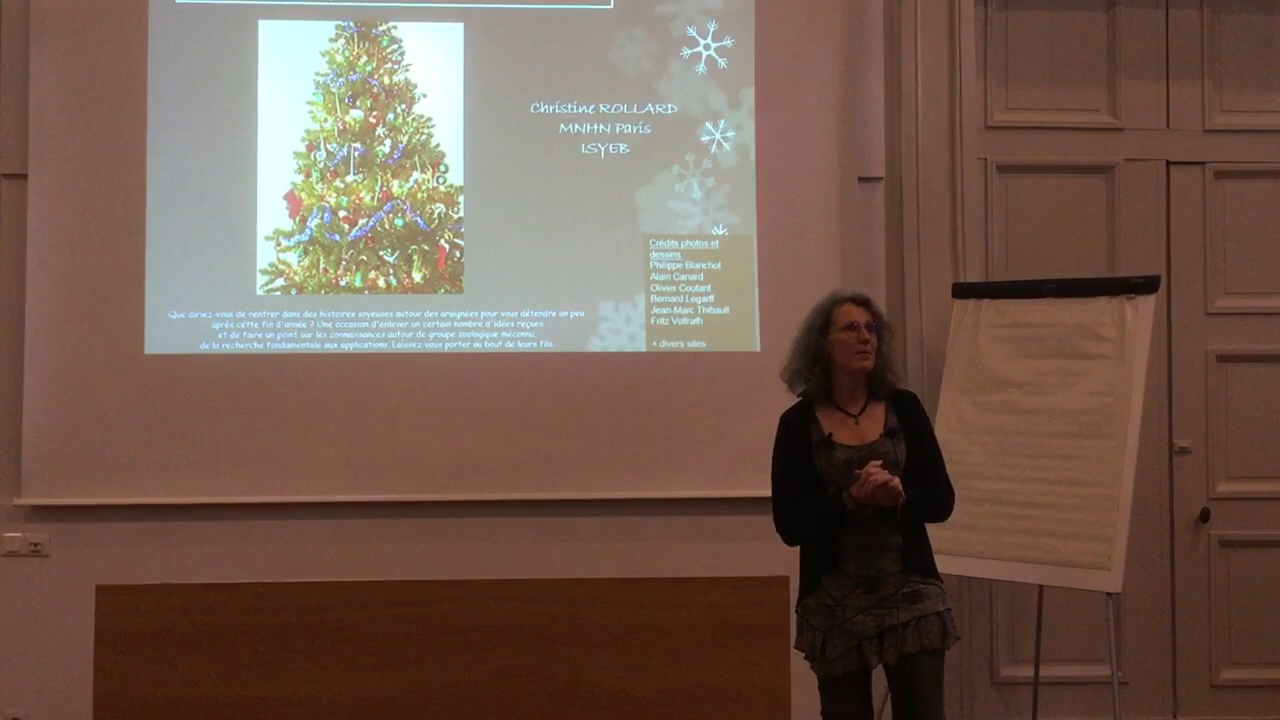 Christine ROLLARD
MNHN Paris
ISYEB
Crédits photos et
dessins
Philippe Blanchot
Alain Canard
Olivier Coutant
Bernard Legarff
Jean-Marc Thibault
Fritz Vollrath
+ divers sites
Que diriez-vous de rentrer dans des histoires soyeuses autour des araignées pour vous détendre un peu
après cette fin d'année ? Une occasion d'enlever un certain nombre d'idées reçues
et de faire un point sur les connaissances autour de groupe zoologique méconnu,
de la recherche fondamentale aux applications. Laissez-vous porter au bout de leurs fils.